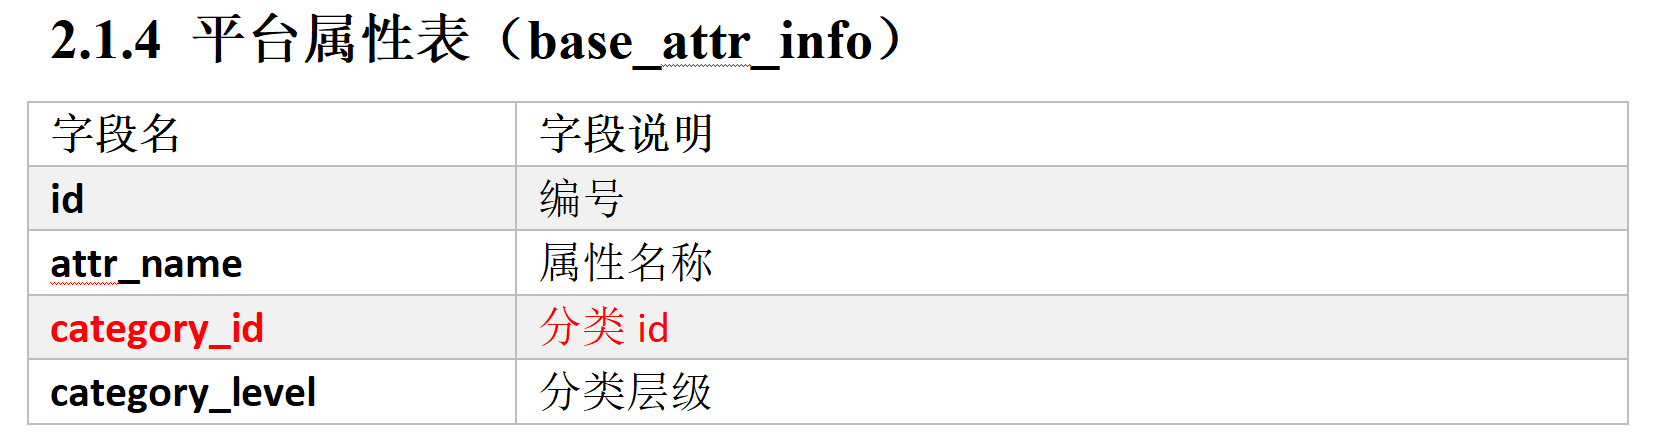 2.1.4 平台属性表（base_attr_info）
字段名 字段说明
id 编号
attr_name 属性名称
category_id 分类 id
category_level 分类层级